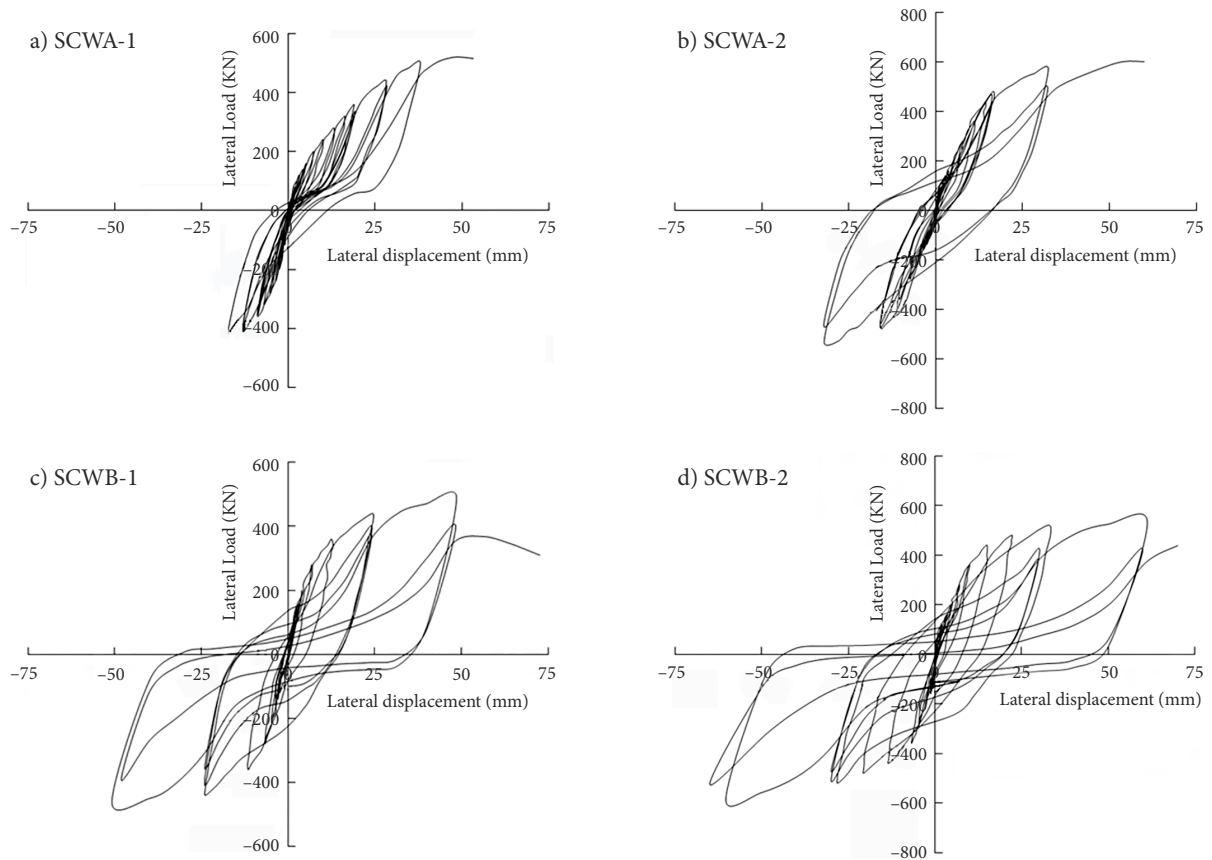 a) SCWA-1
Lateral Load (KN)
600
400
200
0
−200
−400
−600
−75 −50 −25 0 25 50 75
Lateral displacement (mm)
b) SCWA-2
Lateral Load (KN)
800
600
400
200
0
−200
−400
−600
−800
−75 −50 −25 0 25 50 75
Lateral displacement (mm)
c) SCWB-1
Lateral Load (KN)
600
400
200
0
−200
−400
−600
−75 −50 −25 0 25 50 75
Lateral displacement (mm)
d) SCWB-2
Lateral Load (KN)
800
600
400
200
0
−200
−400
−600
−800
−75 −50 −25 0 25 50 75
Lateral displacement (mm)